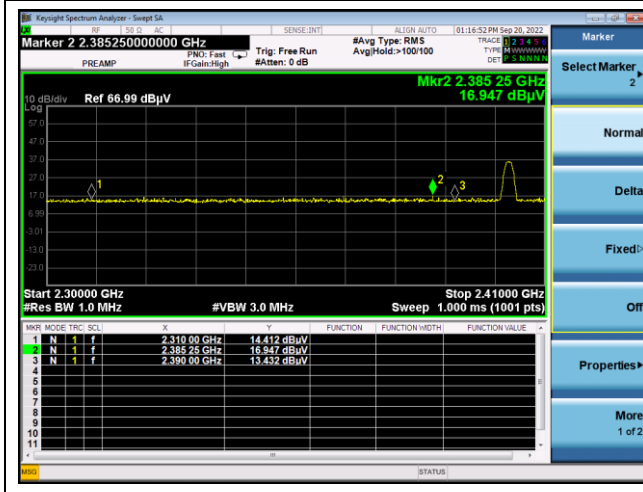 Keysight Spectrum Analyzer - Swept SA
RF 50 Ω AC SENSE:INT ALIGN AUTO 01:16:52 PM Sep 20, 2022
Marker 2 2.385250000000 GHz
PREAMP
PNO: Fast
IFGain:High
Trig: Free Run
#Atten: 0 dB
#Avg Type: RMS
Avg|Hold:>100/100
TRACE 1 2 3 4 5 6
TYPE M W W W W W
DET P S N N N N
Mkr2 2.385 25 GHz
16.947 dBµV
10 dB/div Ref 66.99 dBµV
Log
57.0
47.0
37.0
27.0
17.0
6.99
-3.01
-13.0
-23.0
1
2
3
Start 2.30000 GHz Stop 2.41000 GHz
#Res BW 1.0 MHz #VBW 3.0 MHz Sweep 1.000 ms (1001 pts)
MKR MODE TRC SCL X Y FUNCTION FUNCTION WIDTH FUNCTION VALUE
1 N 1 f 2.310 00 GHz 14.412 dBµV
2 N 1 f 2.385 25 GHz 16.947 dBµV
3 N 1 f 2.390 00 GHz 13.432 dBµV
4
5
6
7
8
9
10
11
MSG STATUS
Marker
Select Marker
2
Normal
Delta
Fixed
Off
Properties
More
1 of 2